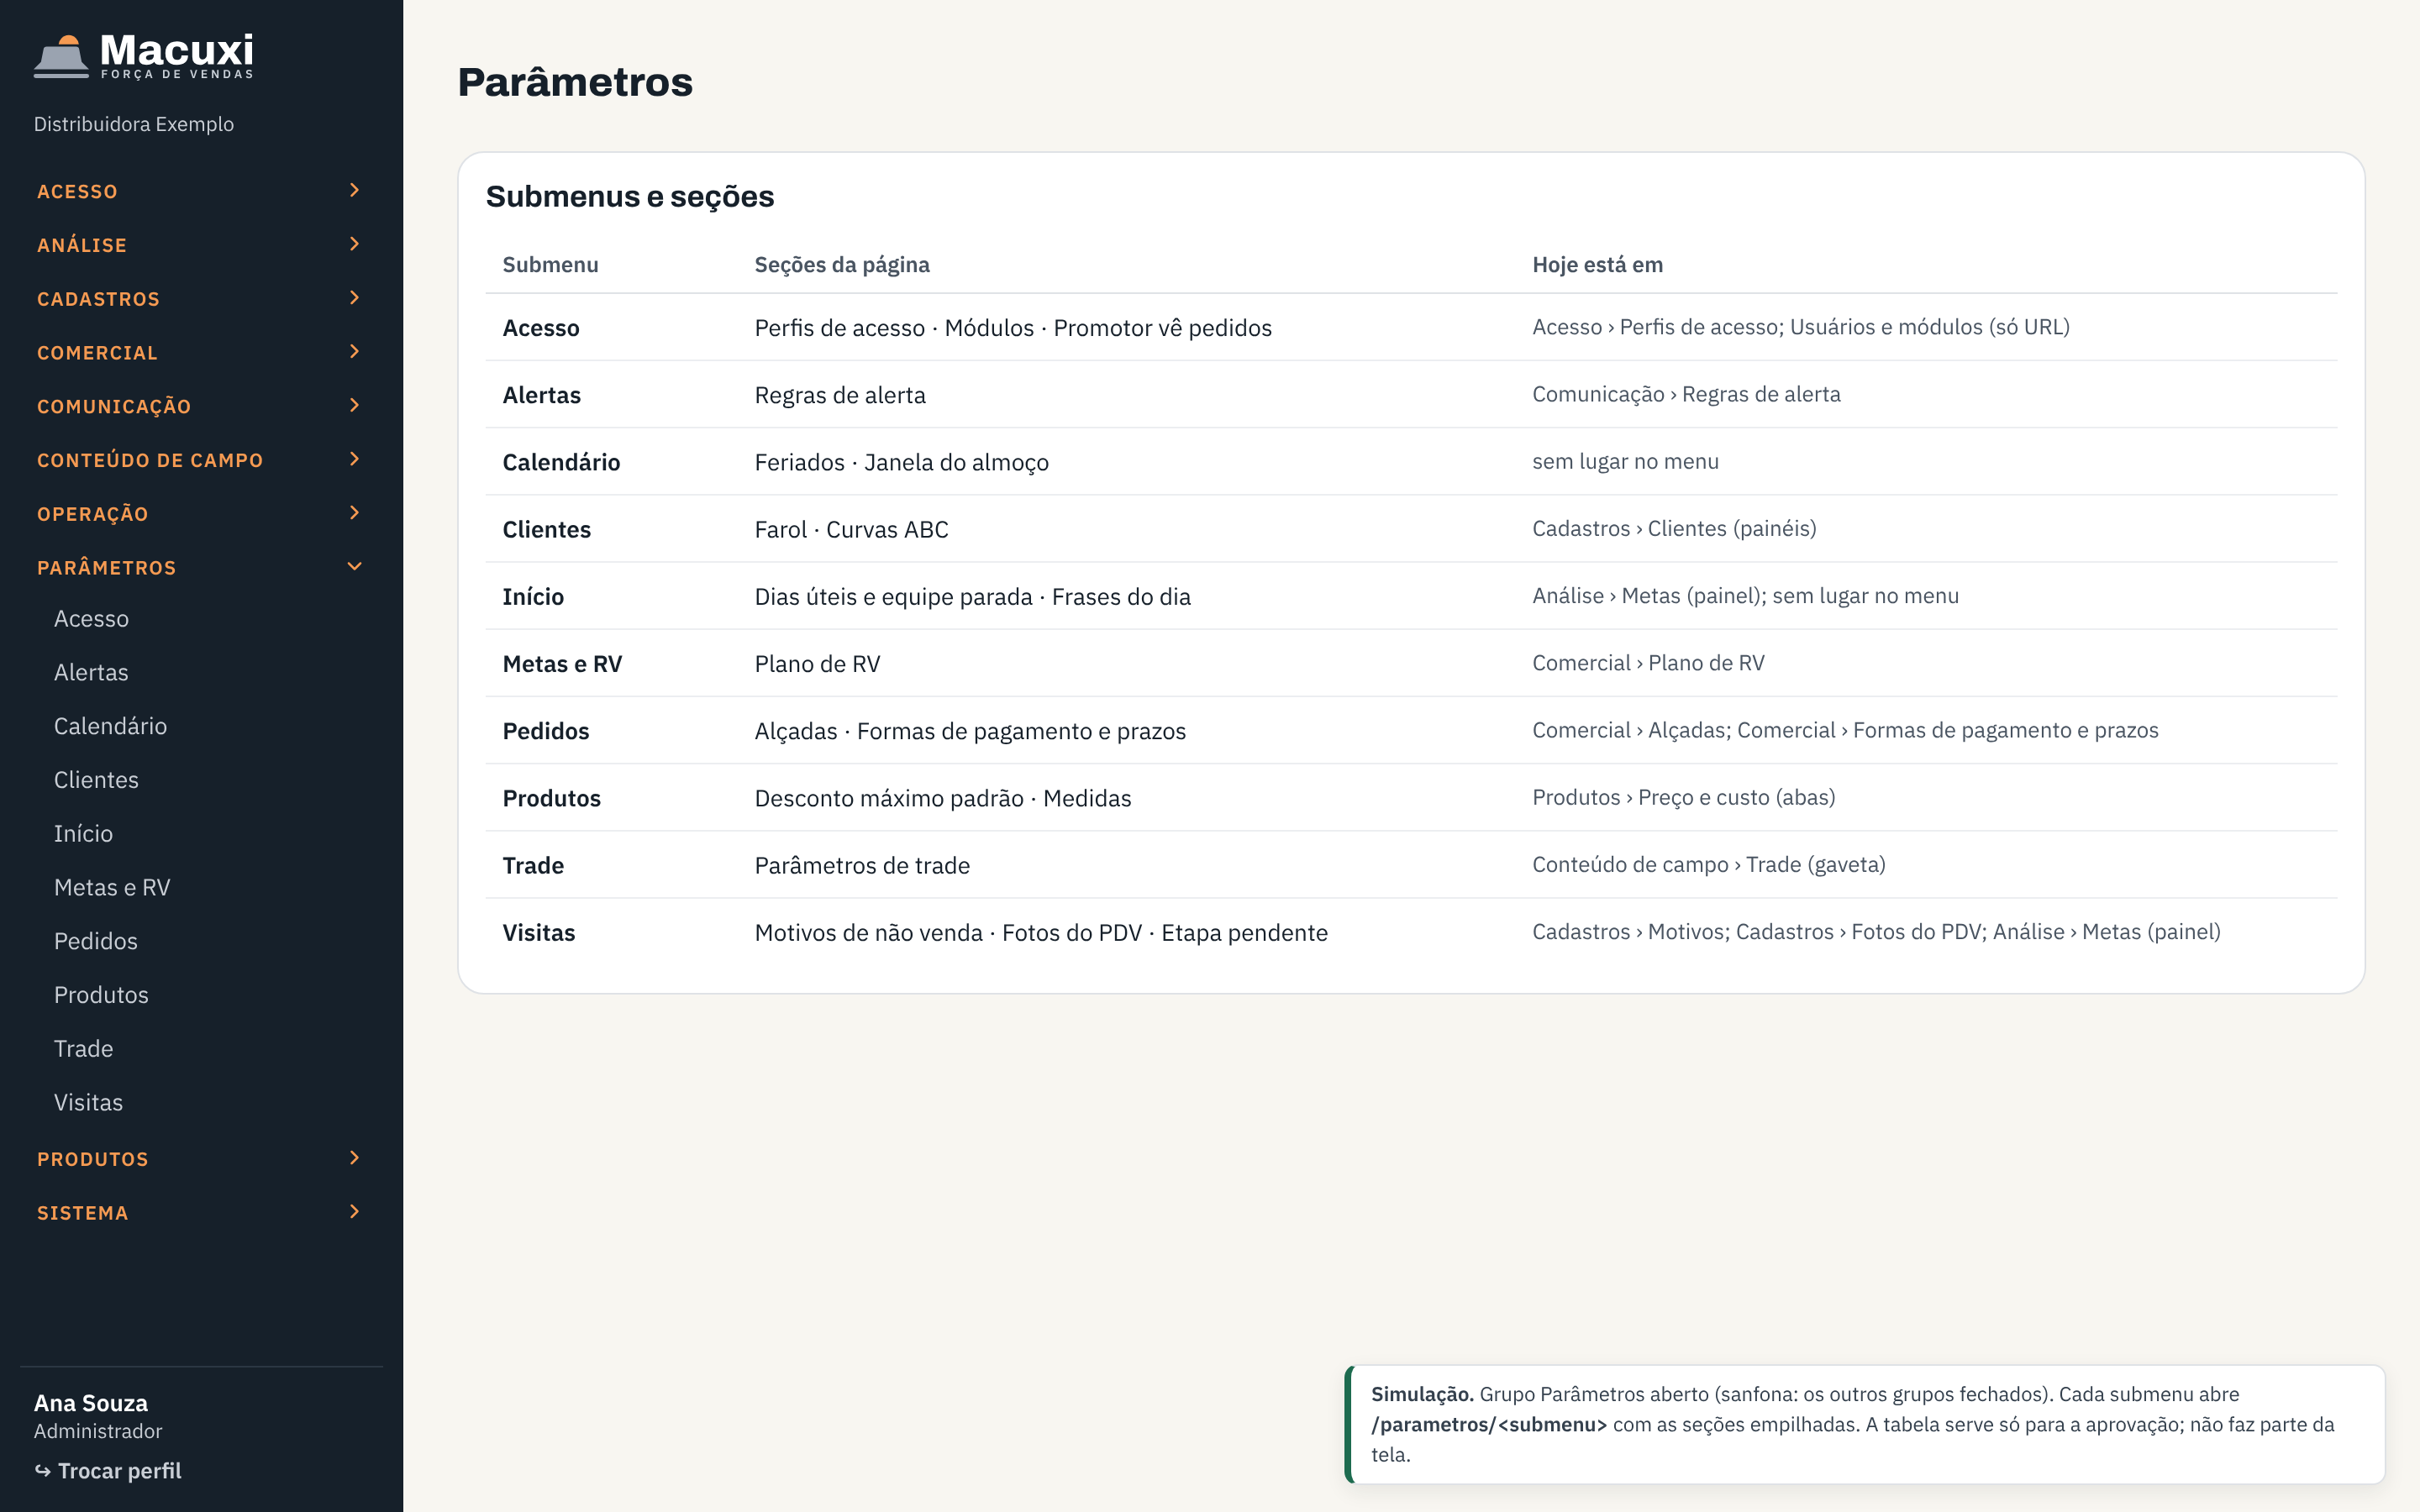 Macuxi
FORÇA DE VENDAS
Distribuidora Exemplo
ACESSO
ANÁLISE
CADASTROS
COMERCIAL
COMUNICAÇÃO
CONTEÚDO DE CAMPO
OPERAÇÃO
PARÂMETROS
Acesso
Alertas
Calendário
Clientes
Início
Metas e RV
Pedidos
Produtos
Trade
Visitas
PRODUTOS
SISTEMA
Ana Souza
Administrador
↪ Trocar perfil
Parâmetros
Submenus e seções
Submenu Seções da página Hoje está em
Acesso Perfis de acesso · Módulos · Promotor vê pedidos Acesso › Perfis de acesso; Usuários e módulos (só URL)
Alertas Regras de alerta Comunicação › Regras de alerta
Calendário Feriados · Janela do almoço sem lugar no menu
Clientes Farol · Curvas ABC Cadastros › Clientes (painéis)
Início Dias úteis e equipe parada · Frases do dia Análise › Metas (painel); sem lugar no menu
Metas e RV Plano de RV Comercial › Plano de RV
Pedidos Alçadas · Formas de pagamento e prazos Comercial › Alçadas; Comercial › Formas de pagamento e prazos
Produtos Desconto máximo padrão · Medidas Produtos › Preço e custo (abas)
Trade Parâmetros de trade Conteúdo de campo › Trade (gaveta)
Visitas Motivos de não venda · Fotos do PDV · Etapa pendente Cadastros › Motivos; Cadastros › Fotos do PDV; Análise › Metas (painel)
Simulação. Grupo Parâmetros aberto (sanfona: os outros grupos fechados). Cada submenu abre
/parametros/<submenu> com as seções empilhadas. A tabela serve só para a aprovação; não faz parte da
tela.